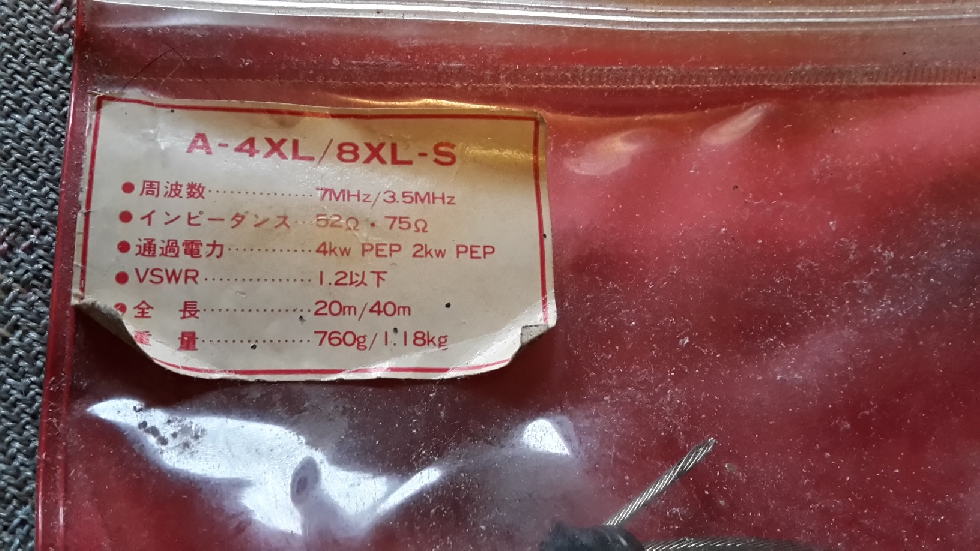 A-4XL/8XL-S
●周波数··············7MHz/3.5MHz
●インピーダンス··52Ω・75Ω
●通過電力···········4kw PEP 2kw PEP
●VSWR··············1.2以下
●全 長··············20m/40m
重 量··············760g/1.18kg